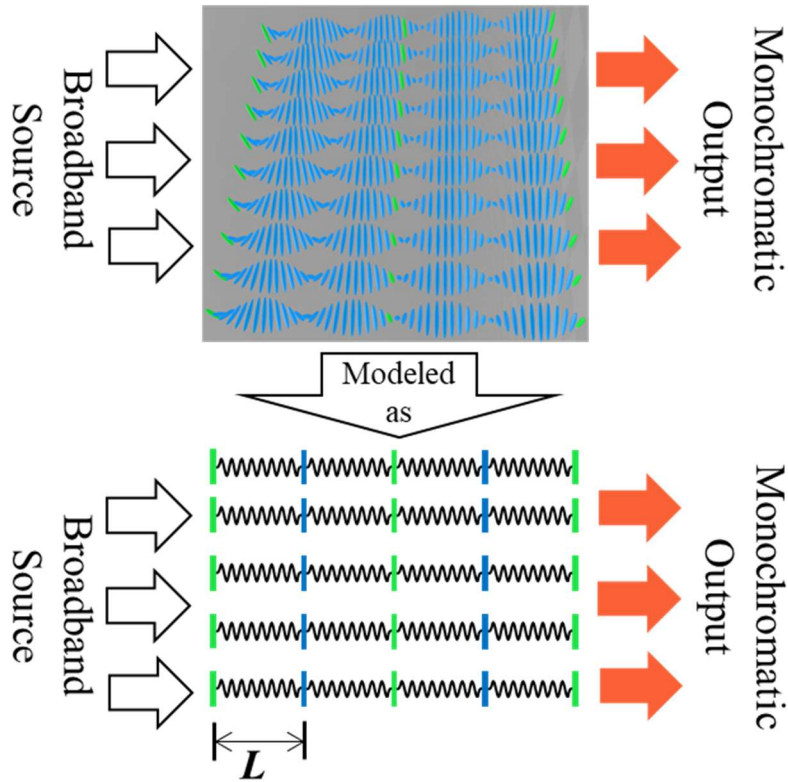 Broadband
Source
Monochromatic
Output
Modeled
as
Broadband
Source
Monochromatic
Output
L